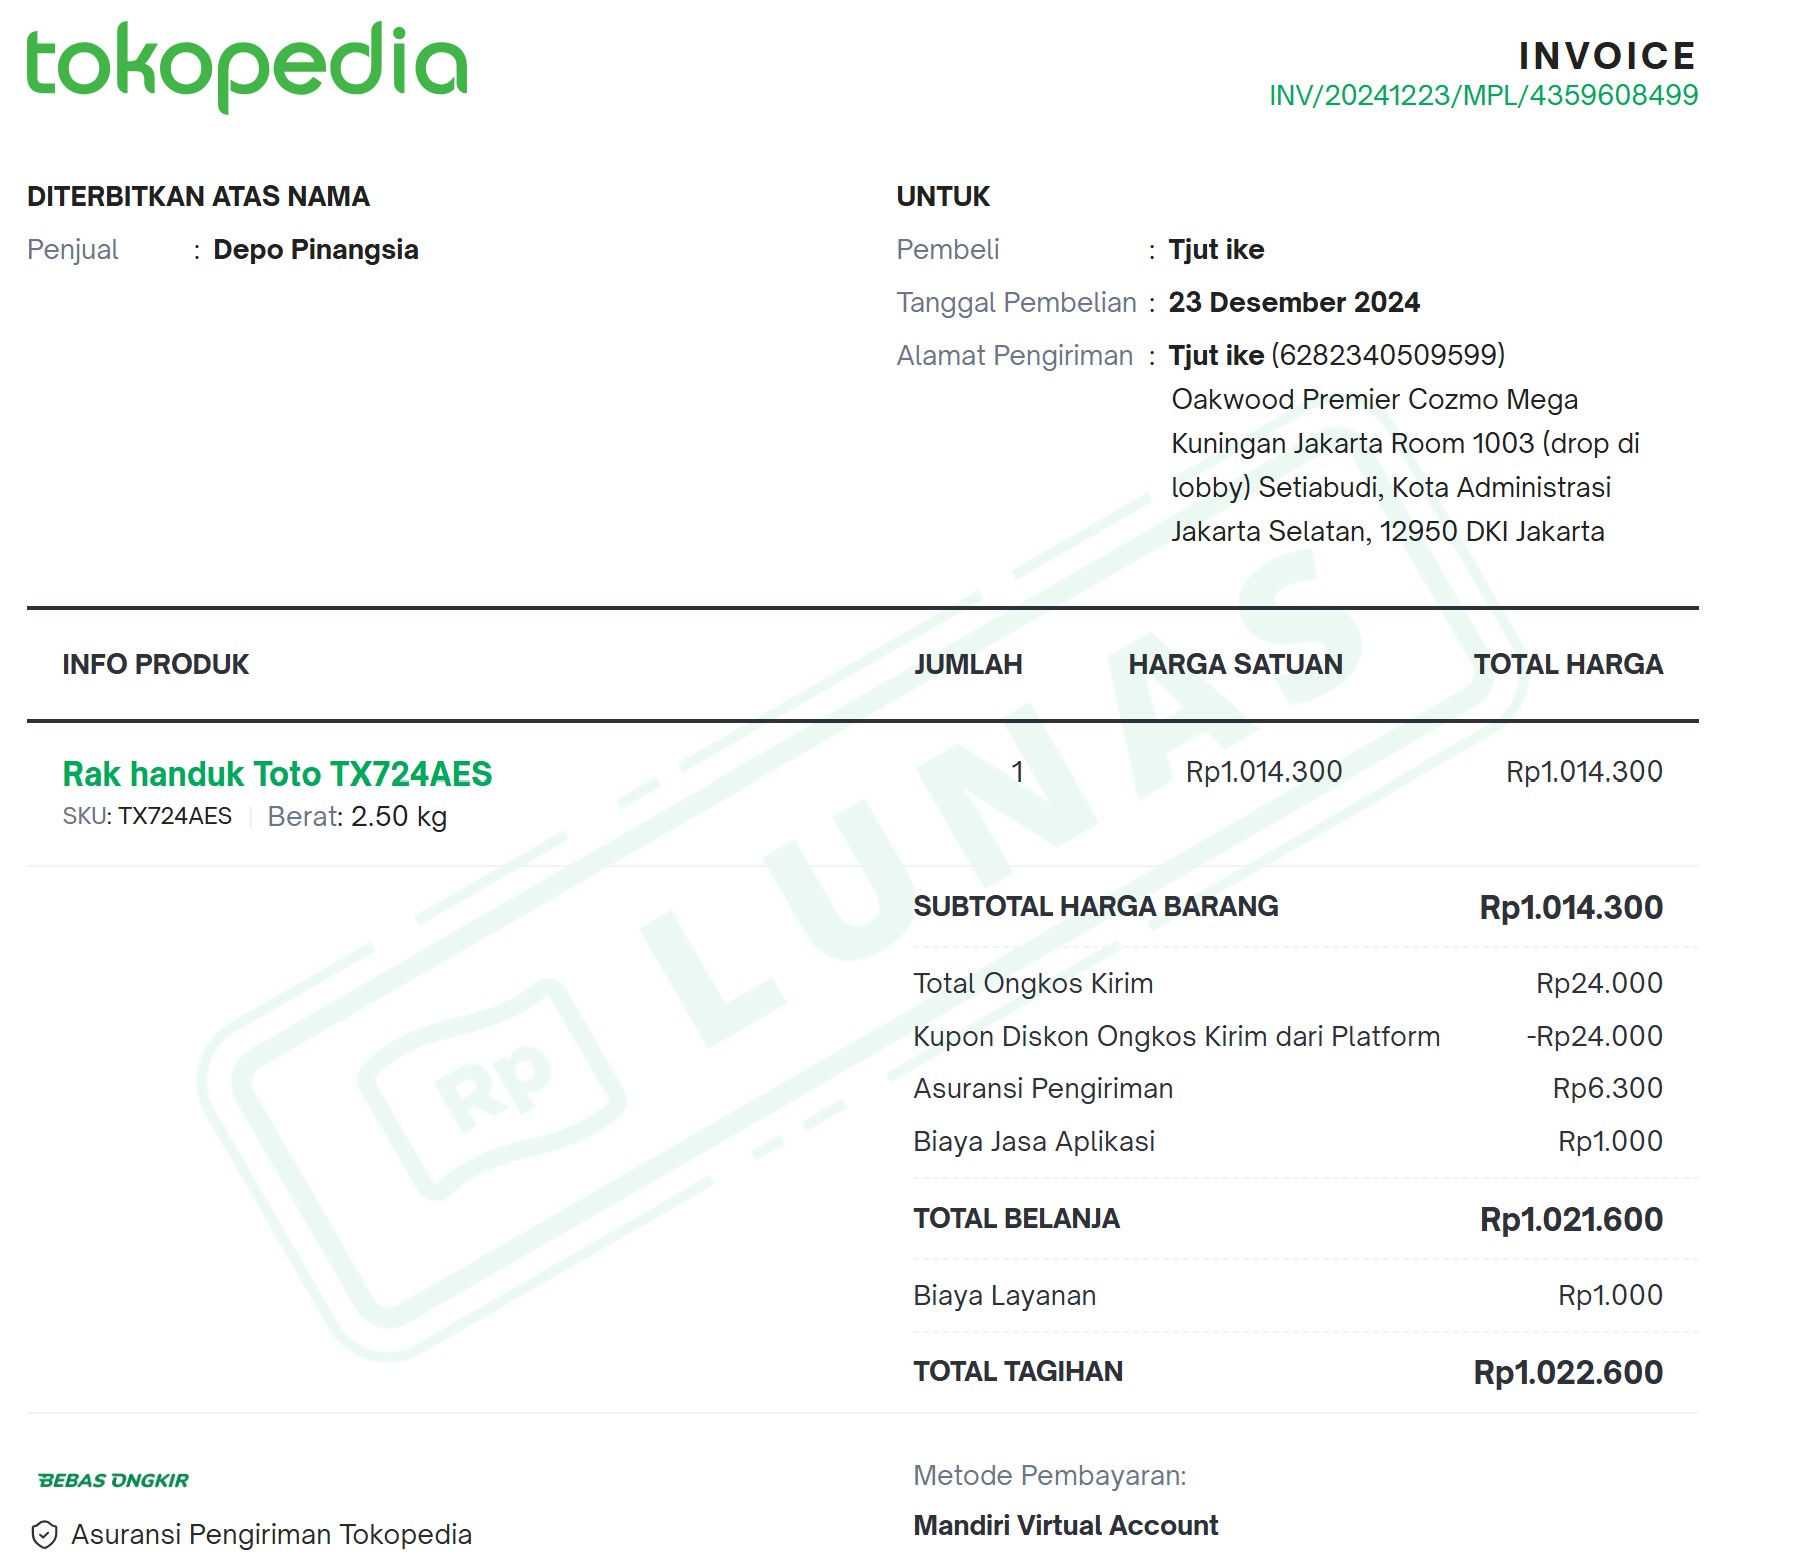 tokopedia
INVOICE
INV/20241223/MPL/4359608499
DITERBITKAN ATAS NAMA
Penjual : Depo Pinangsia
UNTUK
Pembeli : Tjut ike
Tanggal Pembelian : 23 Desember 2024
Alamat Pengiriman : Tjut ike (6282340509599)
Oakwood Premier Cozmo Mega
Kuningan Jakarta Room 1003 (drop di
lobby) Setiabudi, Kota Administrasi
Jakarta Selatan, 12950 DKI Jakarta
INFO PRODUK JUMLAH HARGA SATUAN TOTAL HARGA
Rak handuk Toto TX724AES 1 Rp1.014.300 Rp1.014.300
SKU: TX724AES Berat: 2.50 kg
SUBTOTAL HARGA BARANG Rp1.014.300
Total Ongkos Kirim Rp24.000
Kupon Diskon Ongkos Kirim dari Platform -Rp24.000
Asuransi Pengiriman Rp6.300
Biaya Jasa Aplikasi Rp1.000
TOTAL BELANJA Rp1.021.600
Biaya Layanan Rp1.000
TOTAL TAGIHAN Rp1.022.600
Rp LUNAS
BEBAS ONGKIR
Asuransi Pengiriman Tokopedia
Metode Pembayaran:
Mandiri Virtual Account